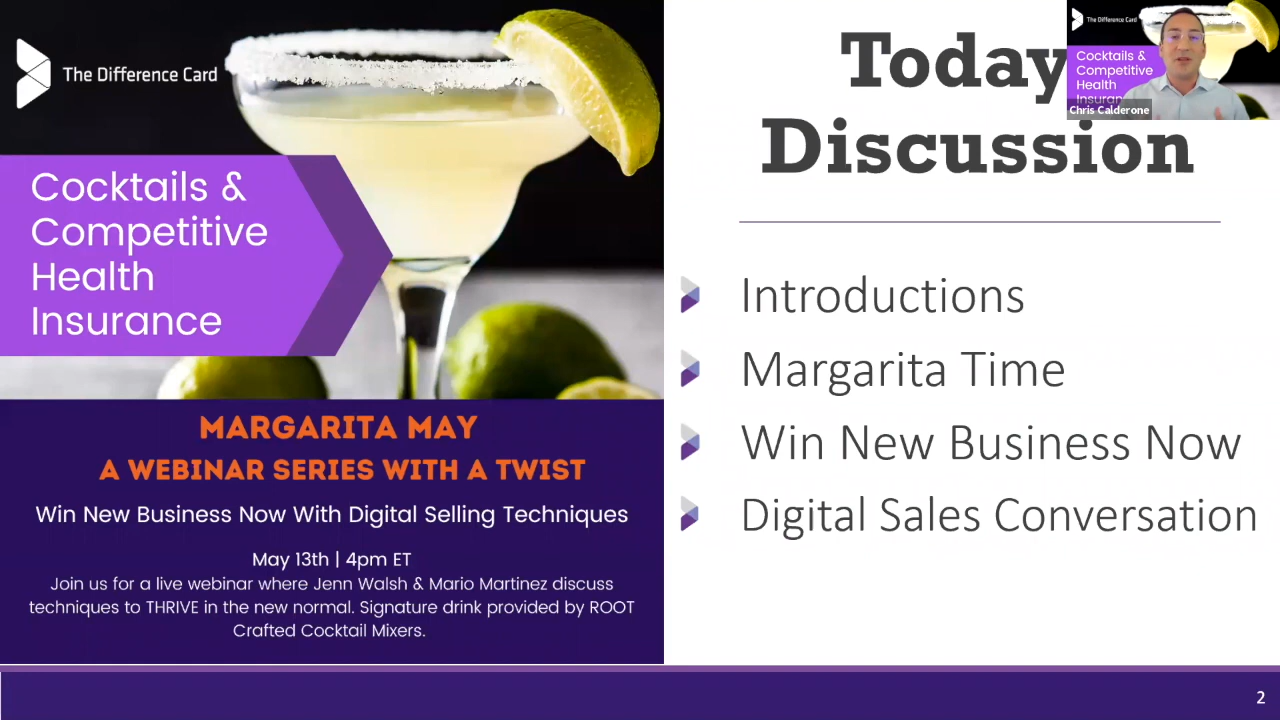 The Difference Card
Cocktails &
Competitive
Health
Insurance
MARGARITA MAY
A WEBINAR SERIES WITH A TWIST
Win New Business Now With Digital Selling Techniques
May 13th | 4pm ET
Join us for a live webinar where Jenn Walsh & Mario Martinez discuss
techniques to THRIVE in the new normal. Signature drink provided by ROOT
Crafted Cocktail Mixers.
Today
Discussion
Introductions
Margarita Time
Win New Business Now
Digital Sales Conversation
The Difference Card
Cocktails &
Competitive
Health
Chris Calderone
2